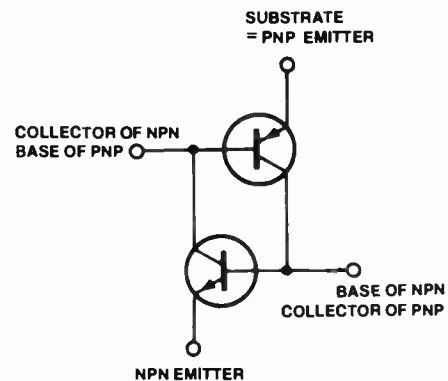 SUBSTRATE
= PNP EMITTER
COLLECTOR OF NPN
BASE OF PNP
BASE OF NPN
COLLECTOR OF PNP
NPN EMITTER